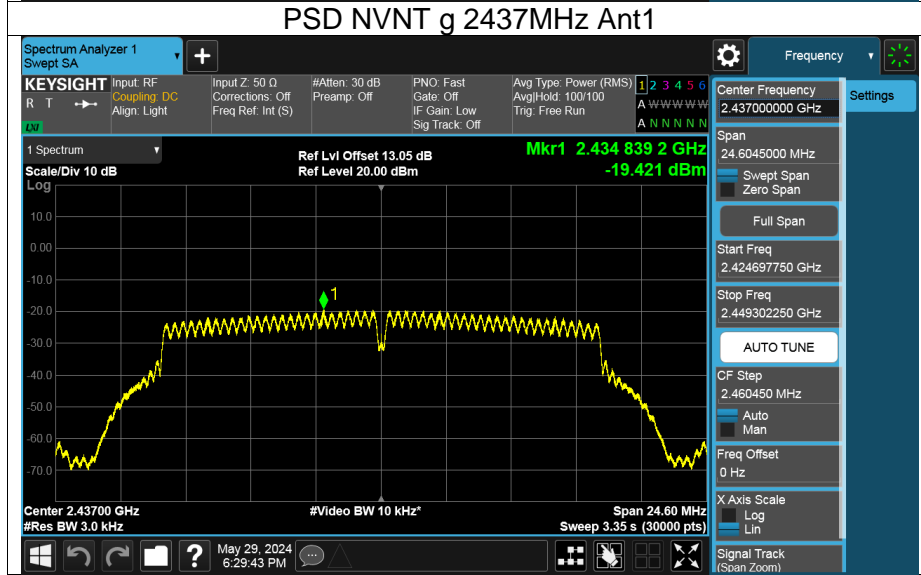 PSD NVNT g 2437MHz Ant1
Spectrum Analyzer 1
Swept SA
+
Frequency
KEYSIGHT
R T
LXI
Input: RF
Coupling: DC
Align: Light
Input Z: 50 Ω
Corrections: Off
Freq Ref: Int (S)
#Atten: 30 dB
Preamp: Off
PNO: Fast
Gate: Off
IF Gain: Low
Sig Track: Off
Avg Type: Power (RMS)
Avg|Hold: 100/100
Trig: Free Run
1 2 3 4 5 6
A W W W W W
A N N N N N
Center Frequency
2.437000000 GHz
Settings
Span
24.6045000 MHz
Swept Span
Zero Span
Full Span
Start Freq
2.424697750 GHz
Stop Freq
2.449302250 GHz
AUTO TUNE
CF Step
2.460450 MHz
Auto
Man
Freq Offset
0 Hz
X Axis Scale
Log
Lin
Signal Track
(Span Zoom)
1 Spectrum
Scale/Div 10 dB
Log
Ref Lvl Offset 13.05 dB
Ref Level 20.00 dBm
Mkr1 2.434 839 2 GHz
-19.421 dBm
10.0
0.00
-10.0
-20.0
-30.0
-40.0
-50.0
-60.0
-70.0
1
Center 2.43700 GHz
#Res BW 3.0 kHz
#Video BW 10 kHz*
Span 24.60 MHz
Sweep 3.35 s (30000 pts)
?
May 29, 2024
6:29:43 PM